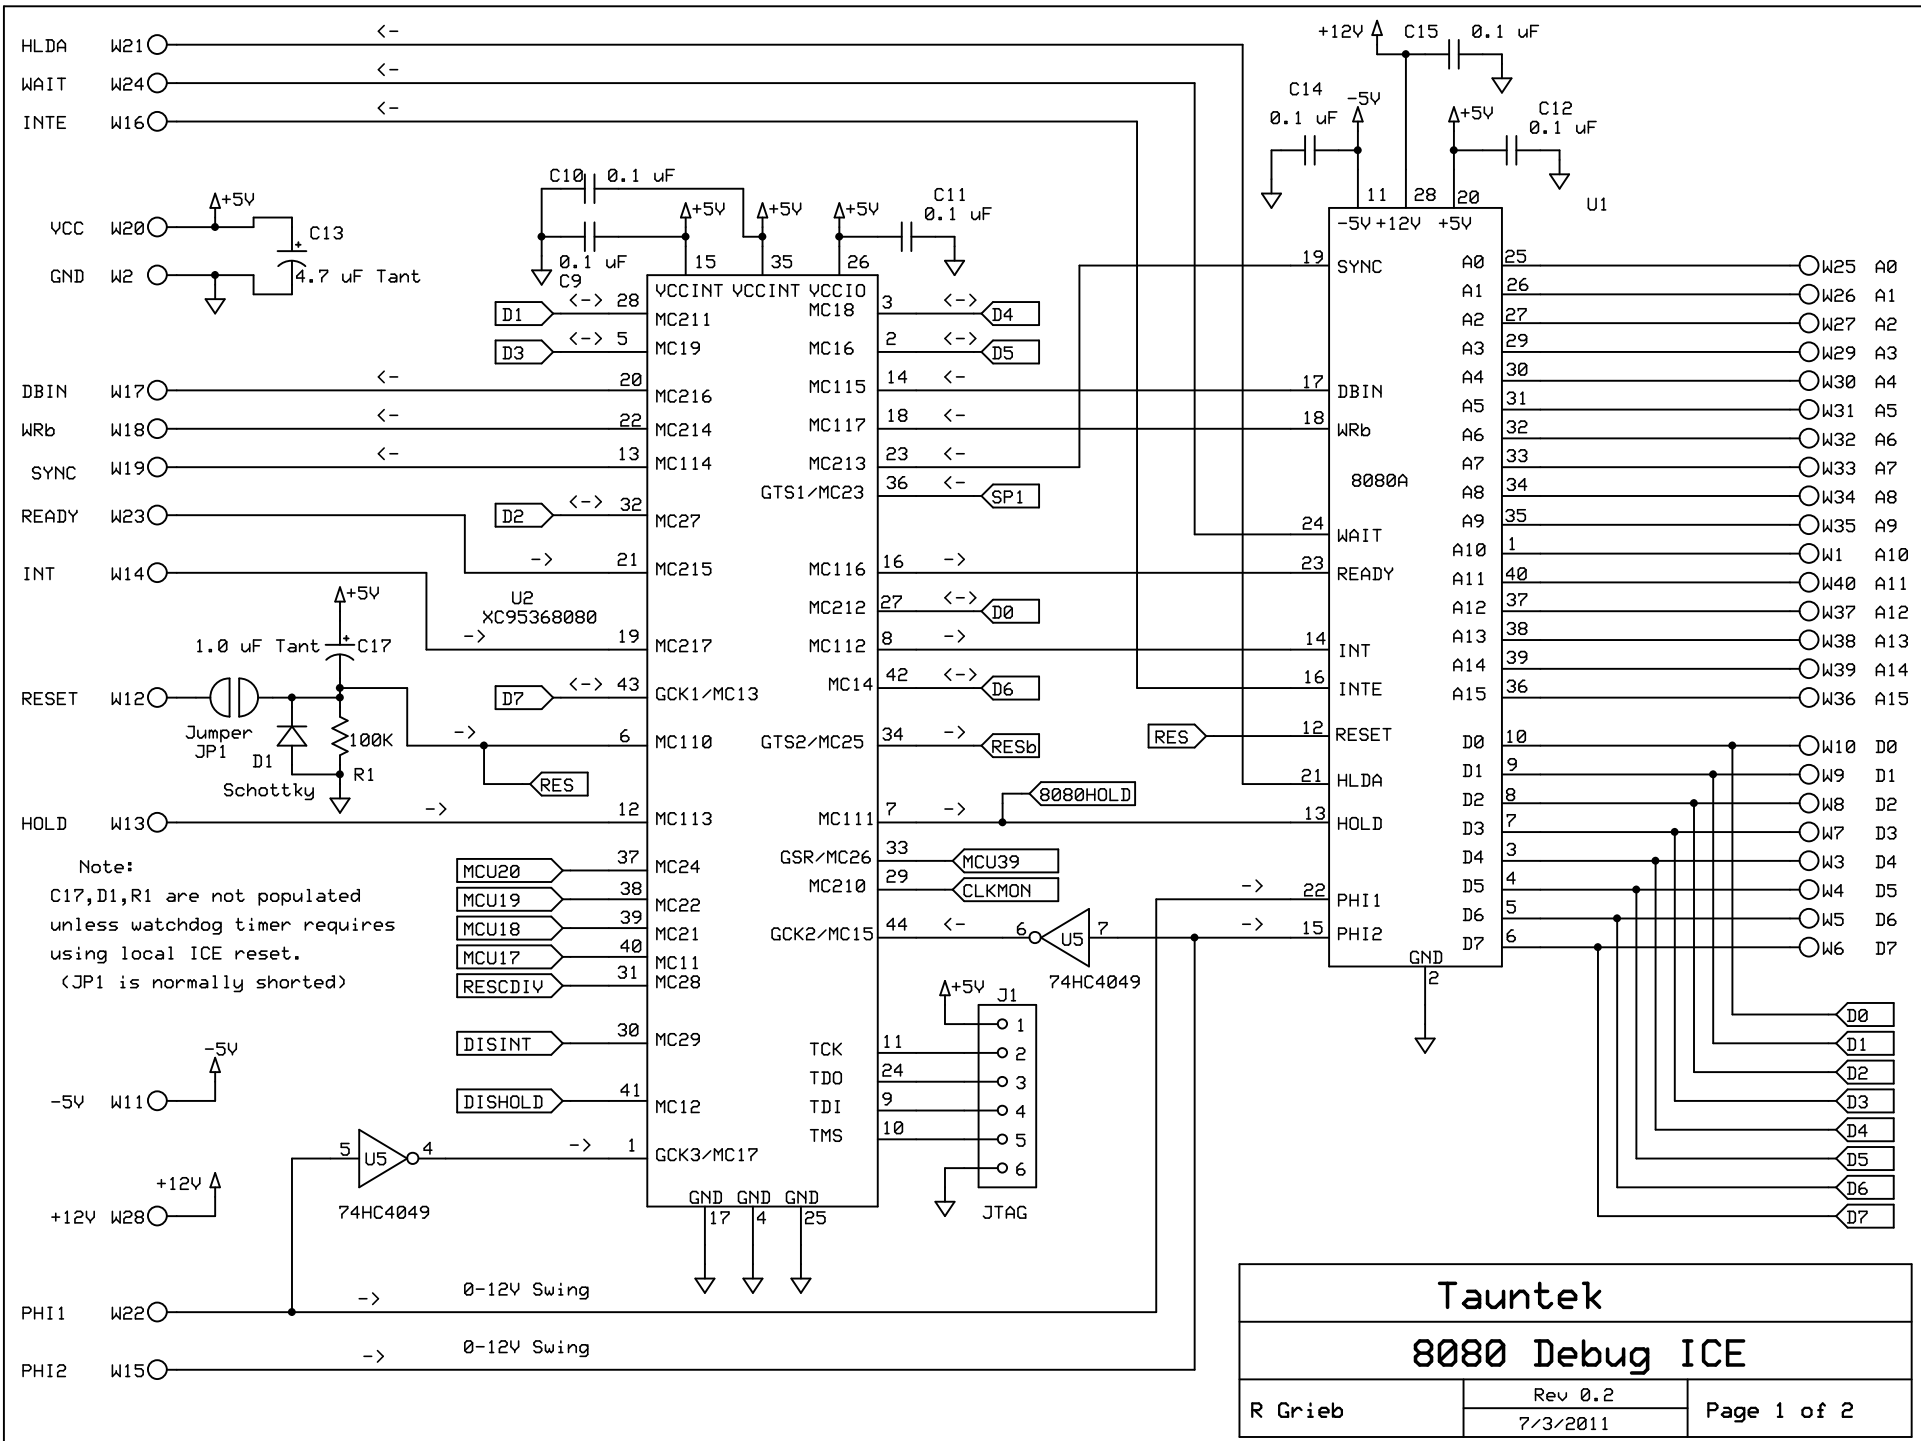 HLDA W21 <-
WAIT W24 <-
INTE W16 <-
+12V C15 0.1 uF
C14 -5V
0.1 uF
+5V C12
0.1 uF
11 28 20
U1
-5V +12V +5V
VCC W20 +5V
C13
+
4.7 uF Tant
GND W2
C10 0.1 uF
+5V +5V +5V
C11
0.1 uF
0.1 uF
C9
15 35 26
VCCINT VCCINT VCCIO
D1 <-> 28 MC211
D3 <-> 5 MC19
DBIN W17 <- 20 MC216
WRb W18 <- 22 MC214
SYNC W19 <- 13 MC114
D2 <-> 32 MC27
READY W23 -> 21 MC215
U2
XC95368080
INT W14 -> 19 MC217
+5V
1.0 uF Tant + C17
RESET W12
Jumper
JP1
D1
Schottky
100K
R1
D7 <-> 43 GCK1/MC13
-> 6 MC110
RES
HOLD W13 -> 12 MC113
Note:
C17,D1,R1 are not populated
unless watchdog timer requires
using local ICE reset.
(JP1 is normally shorted)
MCU20 37 MC24
MCU19 38 MC22
MCU18 39 MC21
MCU17 40 MC11
RESCDIV 31 MC28
DISINT 30 MC29
DISHOLD 41 MC12
-5V
-5V W11
5 U5 4 -> 1 GCK3/MC17
74HC4049
+12V
+12V W28
GND GND GND
17 4 25
PHI1 W22 -> 0-12V Swing
PHI2 W15 -> 0-12V Swing
MC18 3 <-> D4
MC16 2 <-> D5
MC115 14 <-
MC117 18 <-
MC213 23 <-
GTS1/MC23 36 <- SP1
MC116 16 ->
MC212 27 <-> D0
MC112 8 ->
MC14 42 <-> D6
GTS2/MC25 34 -> RESb
8080HOLD
MC111 7 ->
GSR/MC26 33 MCU39
MC210 29 CLKMON
GCK2/MC15 44 <- 6 U5 7
74HC4049
+5V J1
1
TCK 11 2
TDO 24 3
TDI 9 4
TMS 10 5
6
JTAG
19 SYNC
17 DBIN
18 WRb
8080A
24 WAIT
23 READY
14 INT
16 INTE
RES 12 RESET
21 HLDA
13 HOLD
-> 22 PHI1
-> 15 PHI2
GND
2
A0 25 W25 A0
A1 26 W26 A1
A2 27 W27 A2
A3 29 W29 A3
A4 30 W30 A4
A5 31 W31 A5
A6 32 W32 A6
A7 33 W33 A7
A8 34 W34 A8
A9 35 W35 A9
A10 1 W1 A10
A11 40 W40 A11
A12 37 W37 A12
A13 38 W38 A13
A14 39 W39 A14
A15 36 W36 A15
D0 10 W10 D0
D1 9 W9 D1
D2 8 W8 D2
D3 7 W7 D3
D4 3 W3 D4
D5 4 W4 D5
D6 5 W5 D6
D7 6 W6 D7
D0
D1
D2
D3
D4
D5
D6
D7
Tauntek
8080 Debug ICE
R Grieb
Rev 0.2
7/3/2011
Page 1 of 2